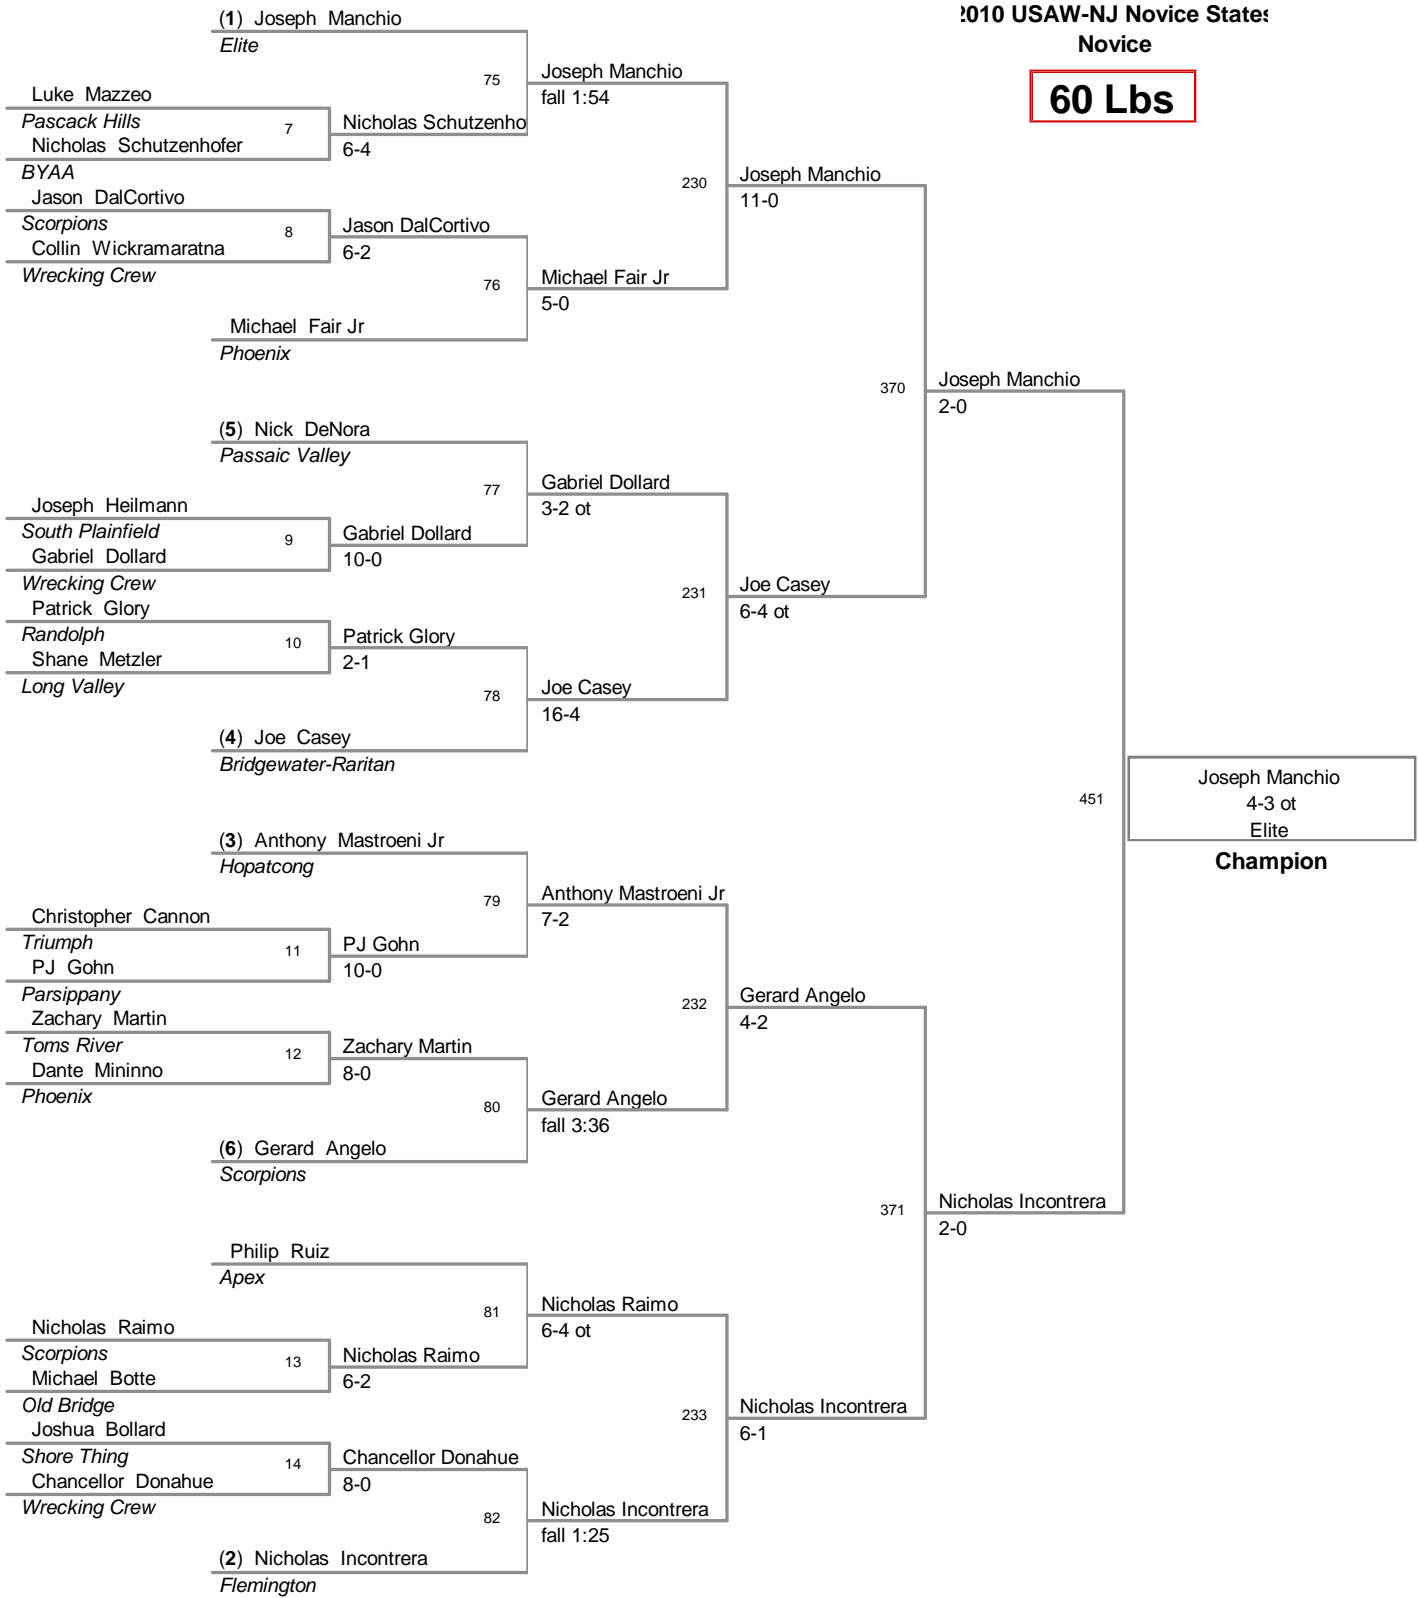 2010 USAW-NJ Novice States
Novice
60 Lbs
(1) Joseph Manchio
Elite
75
Joseph Manchio
fall 1:54
Luke Mazzeo
Pascack Hills
7
Nicholas Schutzenho
6-4
Nicholas Schutzenhofer
BYAA
230
Joseph Manchio
11-0
Jason DalCortivo
Scorpions
8
Jason DalCortivo
6-2
Collin Wickramaratna
Wrecking Crew
76
Michael Fair Jr
5-0
Michael Fair Jr
Phoenix
370
Joseph Manchio
2-0
(5) Nick DeNora
Passaic Valley
77
Gabriel Dollard
3-2 ot
Joseph Heilmann
South Plainfield
9
Gabriel Dollard
10-0
Gabriel Dollard
Wrecking Crew
231
Joe Casey
6-4 ot
Patrick Glory
Randolph
10
Patrick Glory
2-1
Shane Metzler
Long Valley
78
Joe Casey
16-4
(4) Joe Casey
Bridgewater-Raritan
451
Joseph Manchio
4-3 ot
Elite
Champion
(3) Anthony Mastroeni Jr
Hopatcong
79
Anthony Mastroeni Jr
7-2
Christopher Cannon
Triumph
11
PJ Gohn
10-0
PJ Gohn
Parsippany
232
Gerard Angelo
4-2
Zachary Martin
Toms River
12
Zachary Martin
8-0
Dante Mininno
Phoenix
80
Gerard Angelo
fall 3:36
(6) Gerard Angelo
Scorpions
371
Nicholas Incontrera
2-0
Philip Ruiz
Apex
81
Nicholas Raimo
6-4 ot
Nicholas Raimo
Scorpions
13
Nicholas Raimo
6-2
Michael Botte
Old Bridge
233
Nicholas Incontrera
6-1
Joshua Bollard
Shore Thing
14
Chancellor Donahue
8-0
Chancellor Donahue
Wrecking Crew
82
Nicholas Incontrera
fall 1:25
(2) Nicholas Incontrera
Flemington